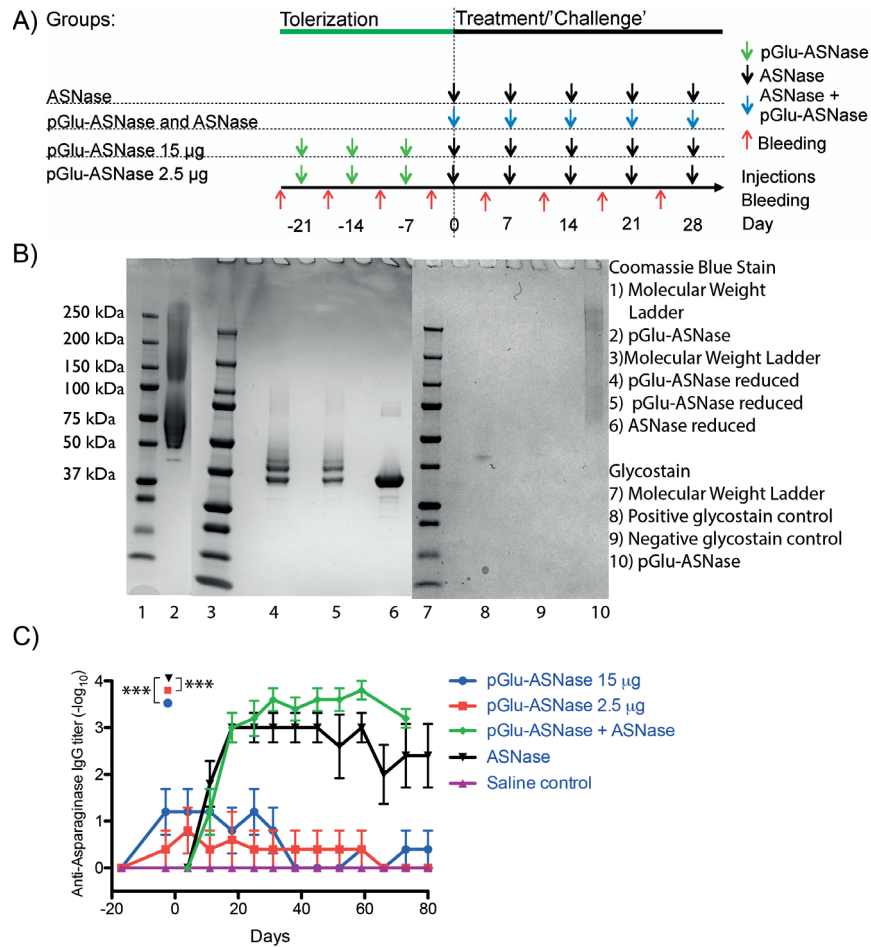 A)
Groups:
Tolerization
Treatment/'Challenge'
pGlu-ASNase
ASNase
ASNase +
pGlu-ASNase
Bleeding
ASNase
pGlu-ASNase and ASNase
pGlu-ASNase 15 µg
pGlu-ASNase 2.5 µg
Injections
Bleeding
-21 -14 -7 0 7 14 21 28 Day
B)
250 kDa
200 kDa
150 kDa
100 kDa
75 kDa
50 kDa
37 kDa
1 2 3 4 5 6 7 8 9 10
Coomassie Blue Stain
1) Molecular Weight
Ladder
2) pGlu-ASNase
3)Molecular Weight Ladder
4) pGlu-ASNase reduced
5) pGlu-ASNase reduced
6) ASNase reduced
Glycostain
7) Molecular Weight Ladder
8) Positive glycostain control
9) Negative glycostain control
10) pGlu-ASNase
C)
Anti-Asparaginase IgG titer (-log10)
4
3
2
1
0
*** ***
-20 0 20 40 60 80
Days
pGlu-ASNase 15 µg
pGlu-ASNase 2.5 µg
pGlu-ASNase + ASNase
ASNase
Saline control